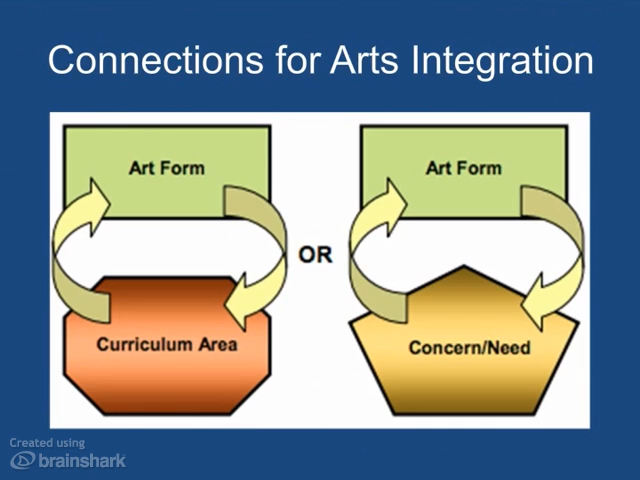 Connections for Arts Integration
Art Form
Art Form
OR
Curriculum Area
Concern/Need
Created using
brainshark